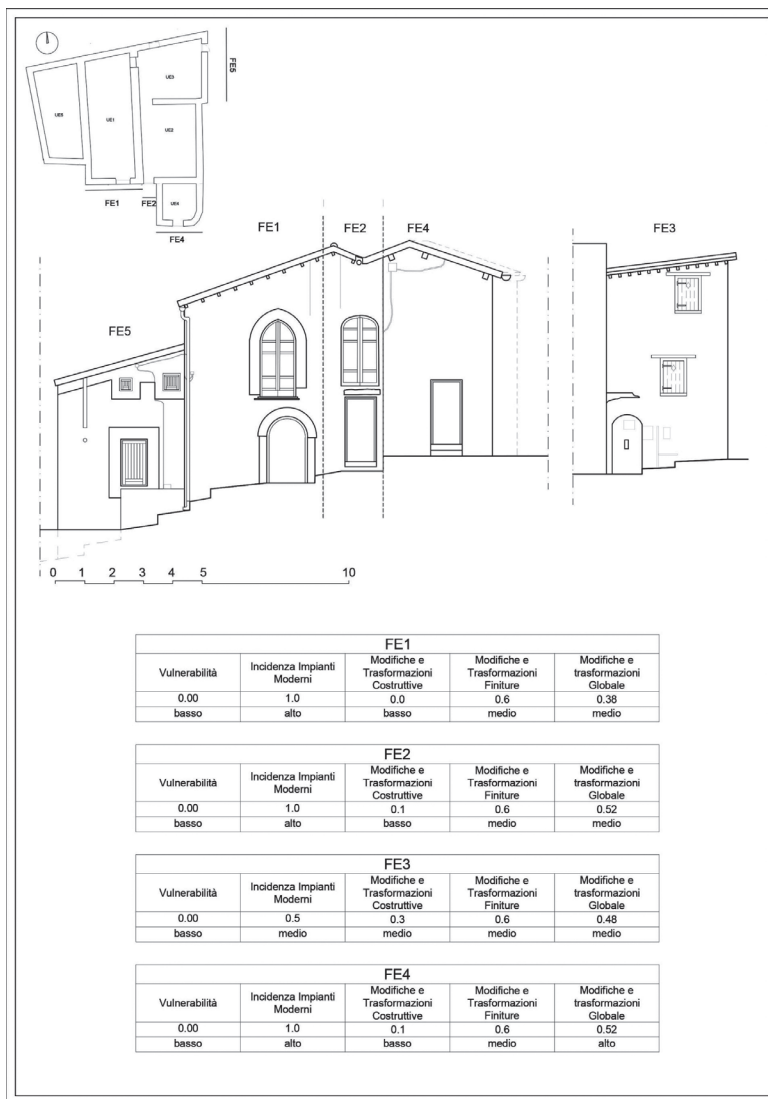 UE3
UE5
UE1
UE2
UE4
FE5
FE1
FE2
FE4
FE1
FE2
FE4
FE3
FE5
0 1 2 3 4 5 10
FE1
Vulnerabilità
Incidenza Impianti
Moderni
Modifiche e
Trasformazioni
Costruttive
Modifiche e
Trasformazioni
Finiture
Modifiche e
trasformazioni
Globale
0.00 1.0 0.0 0.6 0.38
basso alto basso medio medio
FE2
Vulnerabilità
Incidenza Impianti
Moderni
Modifiche e
Trasformazioni
Costruttive
Modifiche e
Trasformazioni
Finiture
Modifiche e
trasformazioni
Globale
0.00 1.0 0.1 0.6 0.52
basso alto basso medio medio
FE3
Vulnerabilità
Incidenza Impianti
Moderni
Modifiche e
Trasformazioni
Costruttive
Modifiche e
Trasformazioni
Finiture
Modifiche e
trasformazioni
Globale
0.00 0.5 0.3 0.6 0.48
basso medio medio medio medio
FE4
Vulnerabilità
Incidenza Impianti
Moderni
Modifiche e
Trasformazioni
Costruttive
Modifiche e
Trasformazioni
Finiture
Modifiche e
trasformazioni
Globale
0.00 1.0 0.1 0.6 0.52
basso alto basso medio alto